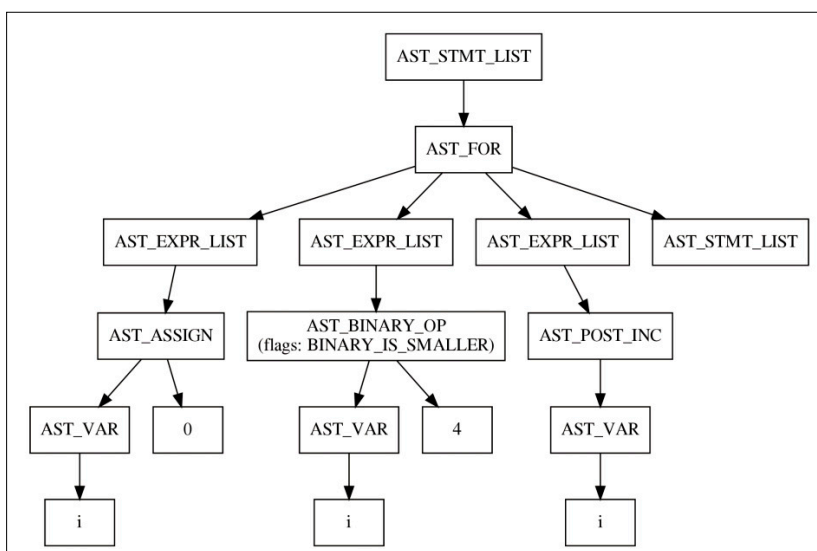 AST_STMT_LIST
AST_FOR
AST_EXPR_LIST
AST_EXPR_LIST
AST_EXPR_LIST
AST_STMT_LIST
AST_ASSIGN
AST_BINARY_OP
(flags: BINARY_IS_SMALLER)
AST_POST_INC
AST_VAR
0
AST_VAR
4
AST_VAR
i
i
i